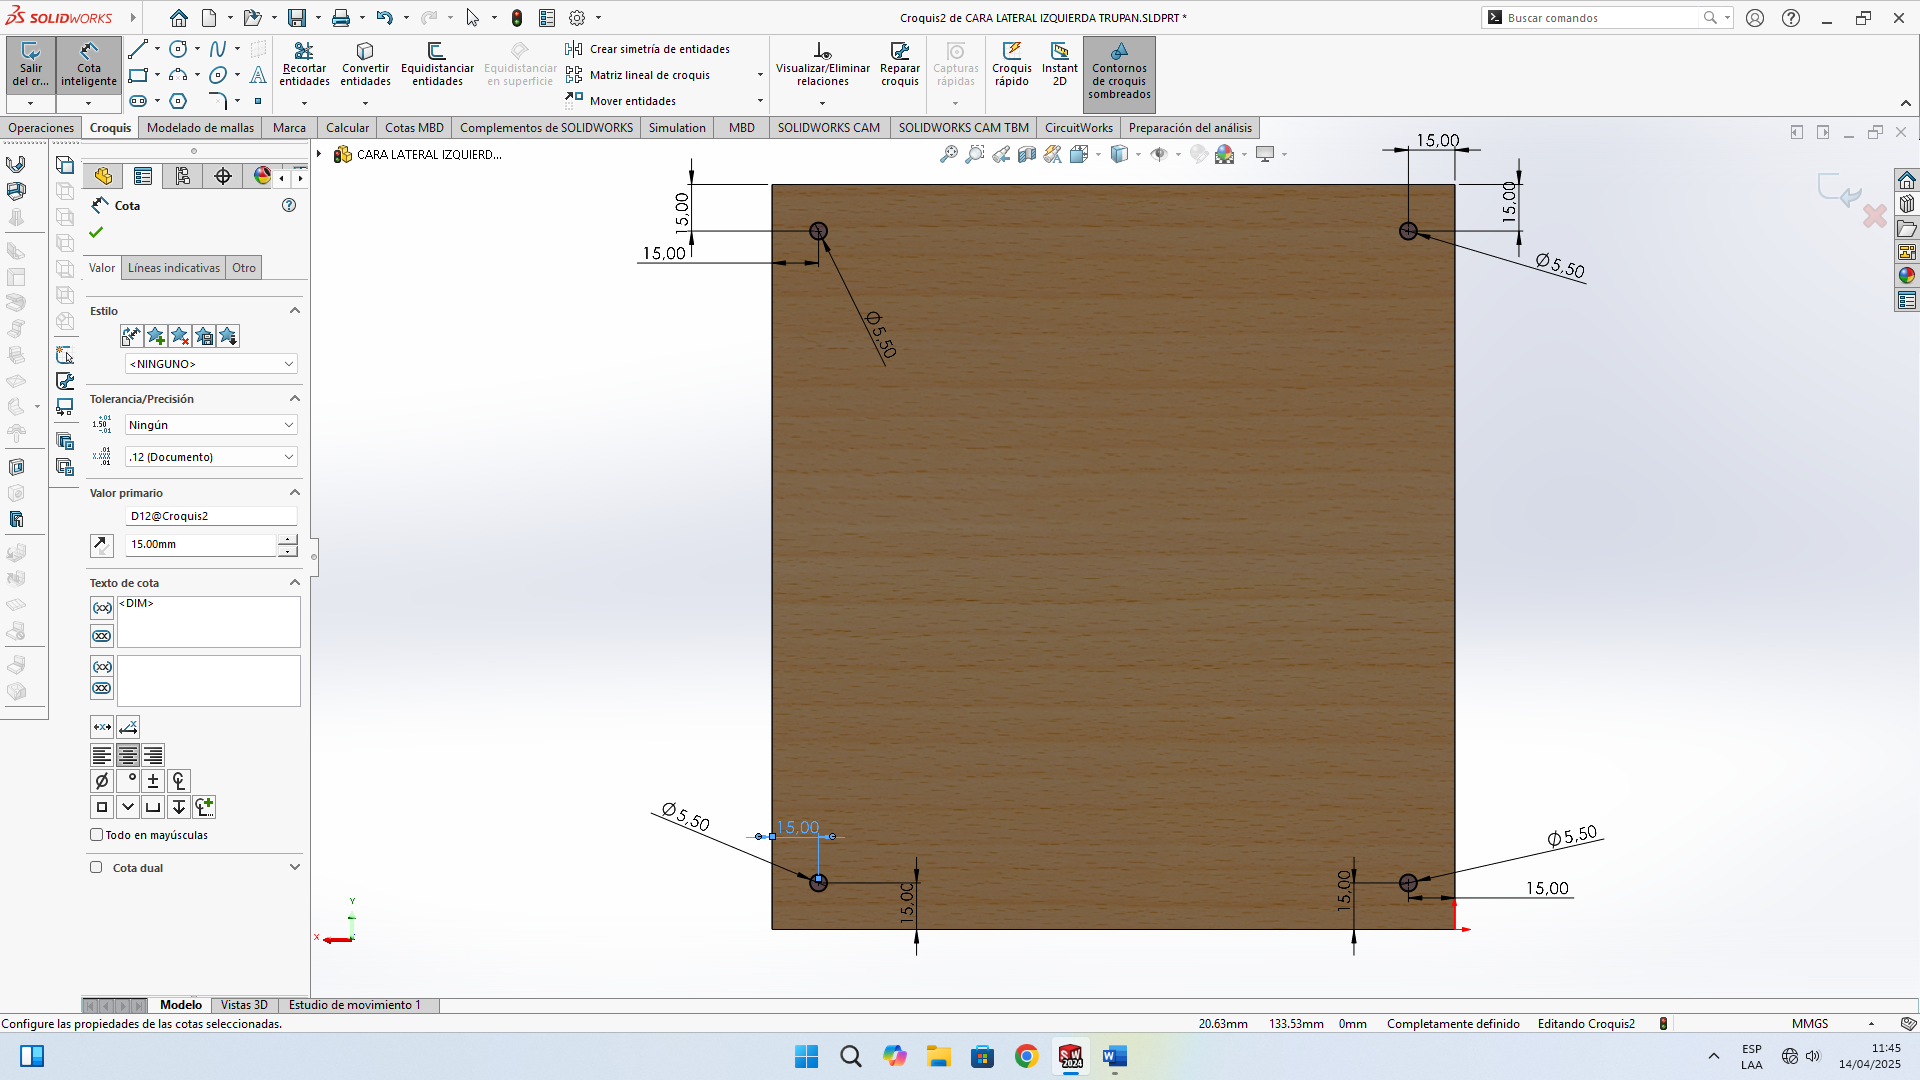 SOLIDWORKS
Croquis2 de CARA LATERAL IZQUIERDA TRUPAN.SLDPRT *
Buscar comandos
Salir del cr...
Cota inteligente
Recortar entidades
Convertir entidades
Equidistanciar entidades
Equidistanciar en superficie
Crear simetría de entidades
Matriz lineal de croquis
Mover entidades
Visualizar/Eliminar relaciones
Reparar croquis
Capturas rápidas
Croquis rápido
Instant 2D
Contornos de croquis sombreados
Operaciones
Croquis
Modelado de mallas
Marca
Calcular
Cotas MBD
Complementos de SOLIDWORKS
Simulation
MBD
SOLIDWORKS CAM
SOLIDWORKS CAM TBM
CircuitWorks
Preparación del análisis
CARA LATERAL IZQUIERD...
Cota
Valor
Líneas indicativas
Otro
Estilo
<NINGUNO>
Tolerancia/Precisión
Ningún
.12 (Documento)
Valor primario
D12@Croquis2
15.00mm
Texto de cota
<DIM>
Todo en mayúsculas
Cota dual
15,00
15,00
15,00
15,00
∅5,50
∅5,50
∅5,50
15,00
15,00
15,00
∅5,50
15,00
Y
X
Modelo
Vistas 3D
Estudio de movimiento 1
Configure las propiedades de las cotas seleccionadas.
20.63mm
133.53mm
0mm
Completamente definido
Editando Croquis2
MMGS
ESP
LAA
11:45
14/04/2025